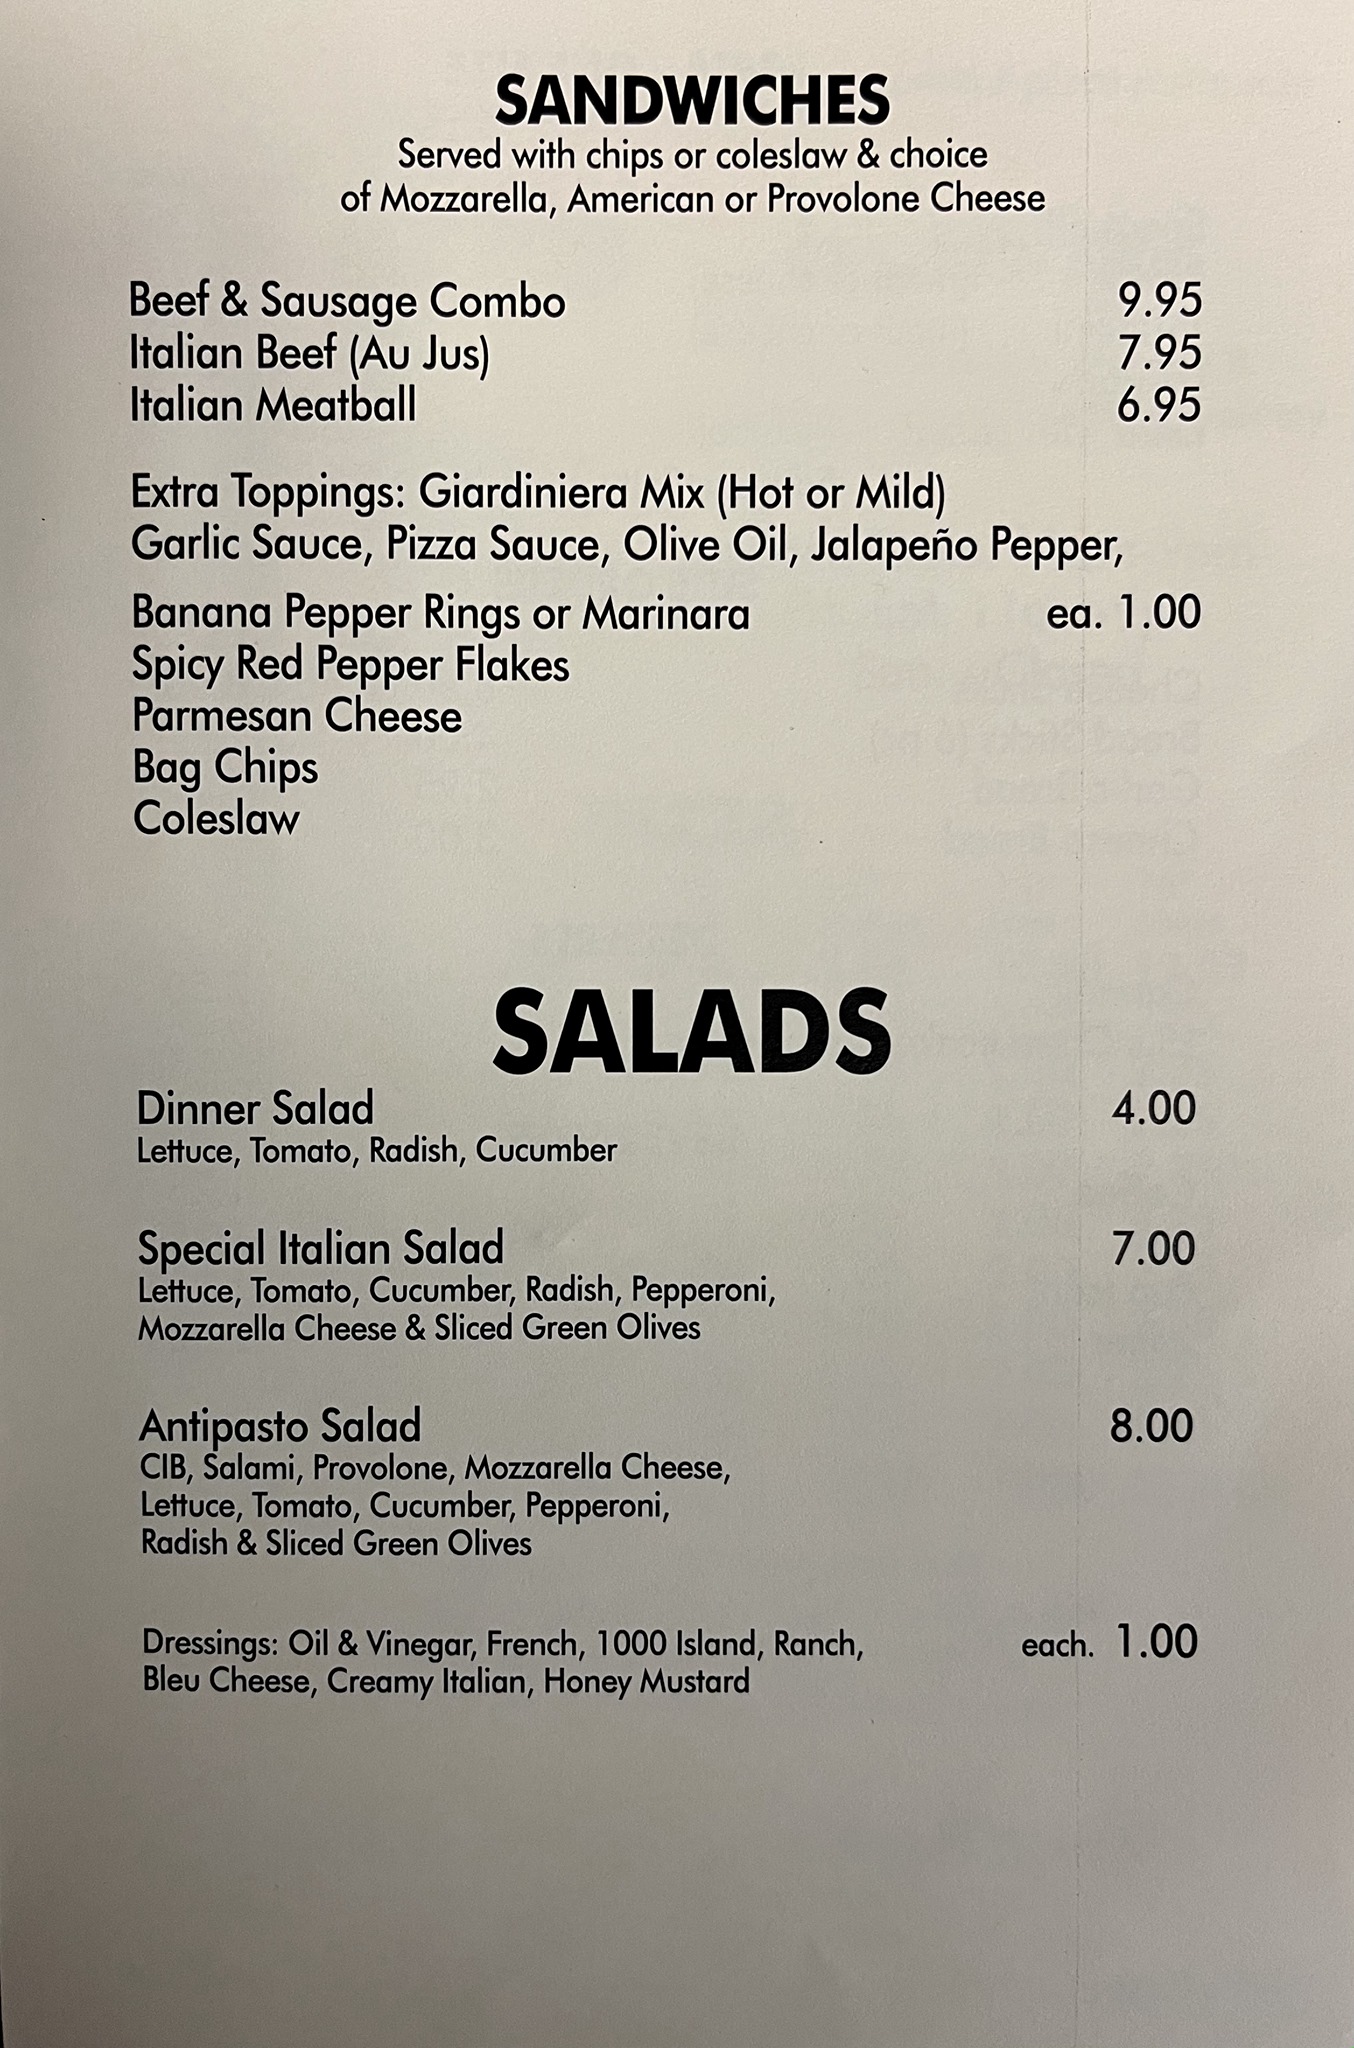 SANDWICHES
Served with chips or coleslaw & choice
of Mozzarella, American or Provolone Cheese
Beef & Sausage Combo 9.95
Italian Beef (Au Jus) 7.95
Italian Meatball 6.95
Extra Toppings: Giardiniera Mix (Hot or Mild)
Garlic Sauce, Pizza Sauce, Olive Oil, Jalapeño Pepper,
Banana Pepper Rings or Marinara ea. 1.00
Spicy Red Pepper Flakes
Parmesan Cheese
Bag Chips
Coleslaw
SALADS
Dinner Salad 4.00
Lettuce, Tomato, Radish, Cucumber
Special Italian Salad 7.00
Lettuce, Tomato, Cucumber, Radish, Pepperoni,
Mozzarella Cheese & Sliced Green Olives
Antipasto Salad 8.00
CIB, Salami, Provolone, Mozzarella Cheese,
Lettuce, Tomato, Cucumber, Pepperoni,
Radish & Sliced Green Olives
Dressings: Oil & Vinegar, French, 1000 Island, Ranch, each. 1.00
Bleu Cheese, Creamy Italian, Honey Mustard